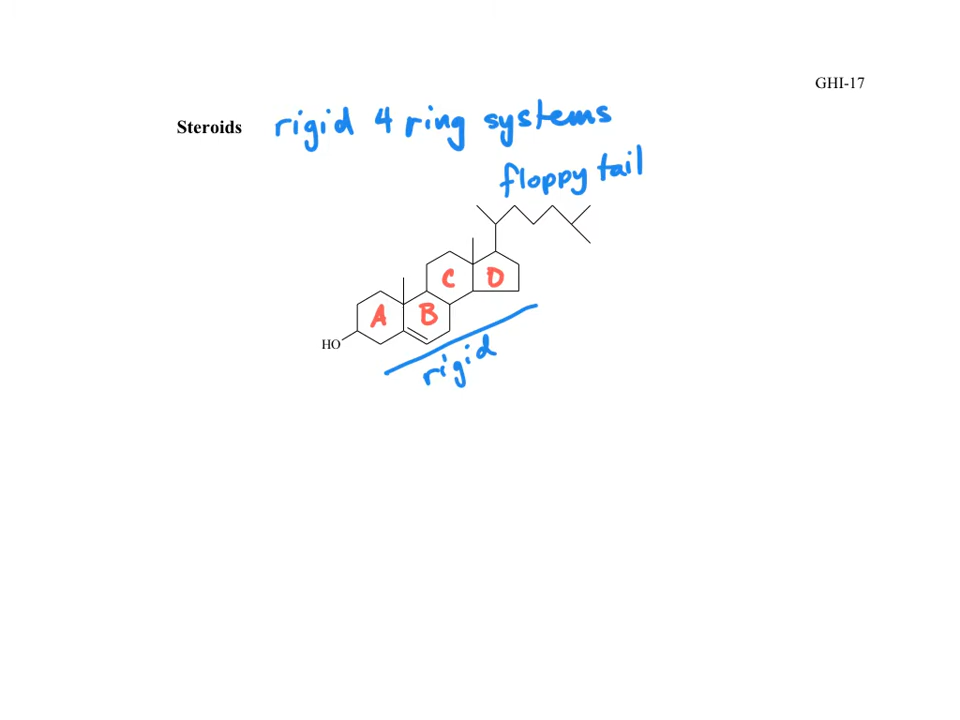 GHI-17
Steroids rigid 4 ring systems
floppy tail
C D
A B
HO
rigid